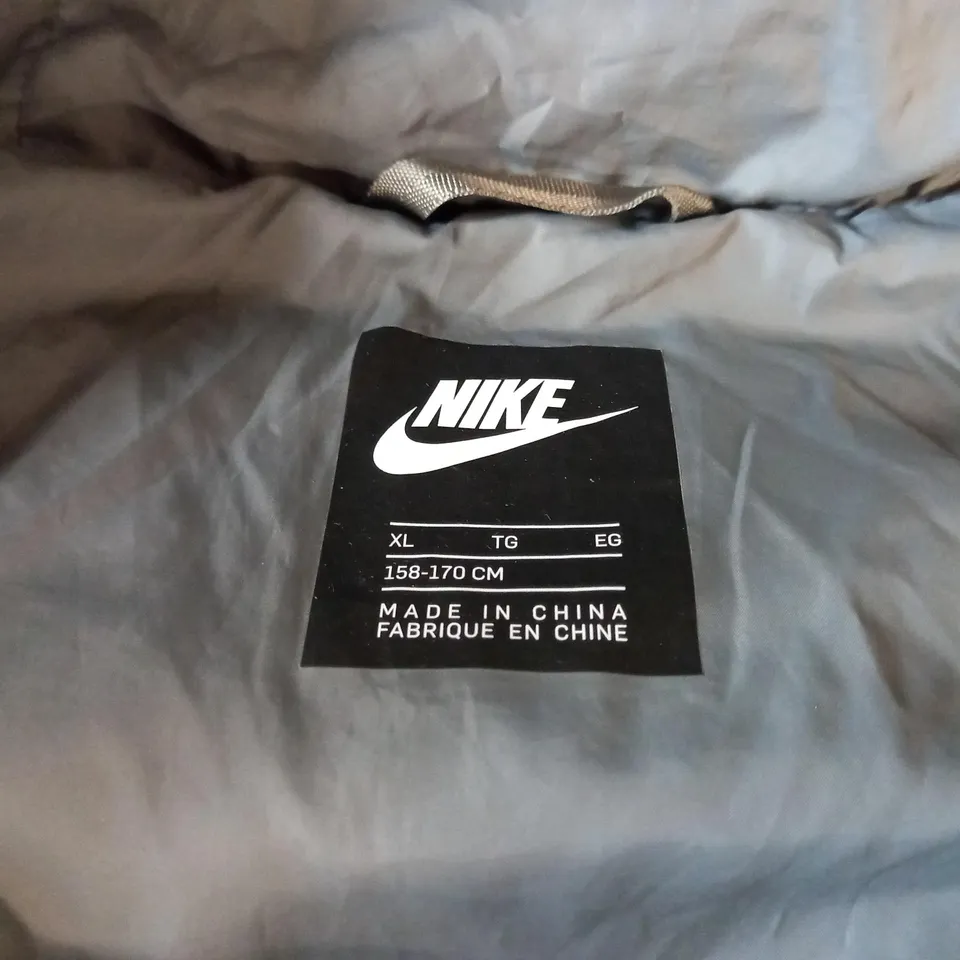 NIKE
XL TG EG
158-170 CM
MADE IN CHINA
FABRIQUE EN CHINE